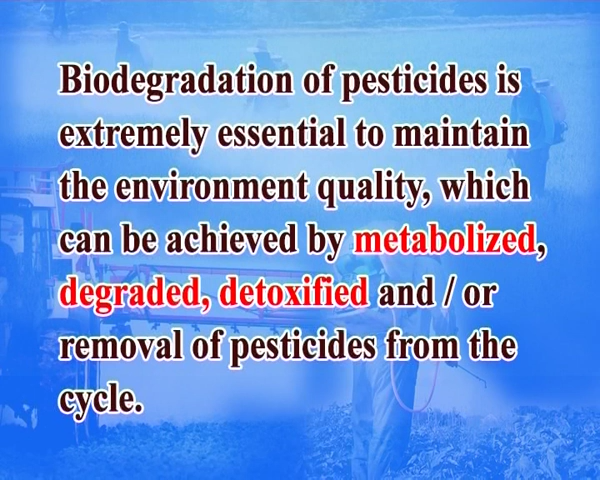 Biodegradation of pesticides is
extremely essential to maintain
the environment quality, which
can be achieved by metabolized,
degraded, detoxified and / or
removal of pesticides from the
cycle.